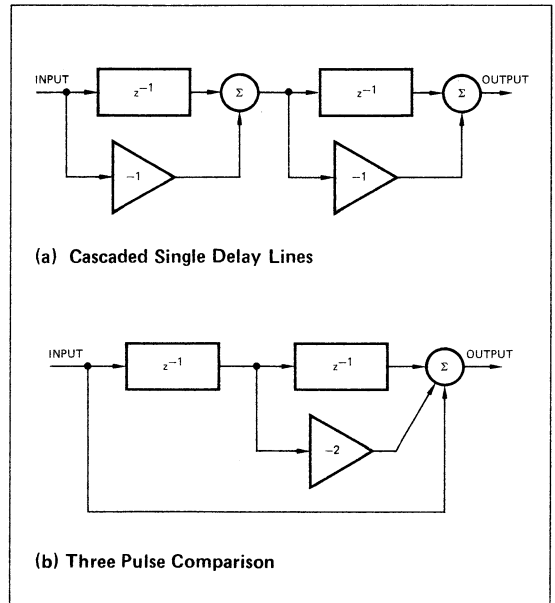 INPUT
z⁻¹
Σ
z⁻¹
Σ
OUTPUT
−1
−1
(a) Cascaded Single Delay Lines
INPUT
z⁻¹
z⁻¹
Σ
OUTPUT
−2
(b) Three Pulse Comparison